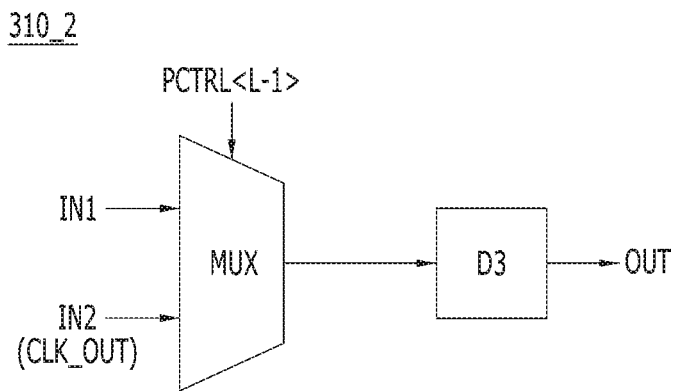 310_2
PCTRL<L-1>
IN1
MUX
D3
OUT
IN2
(CLK_OUT)